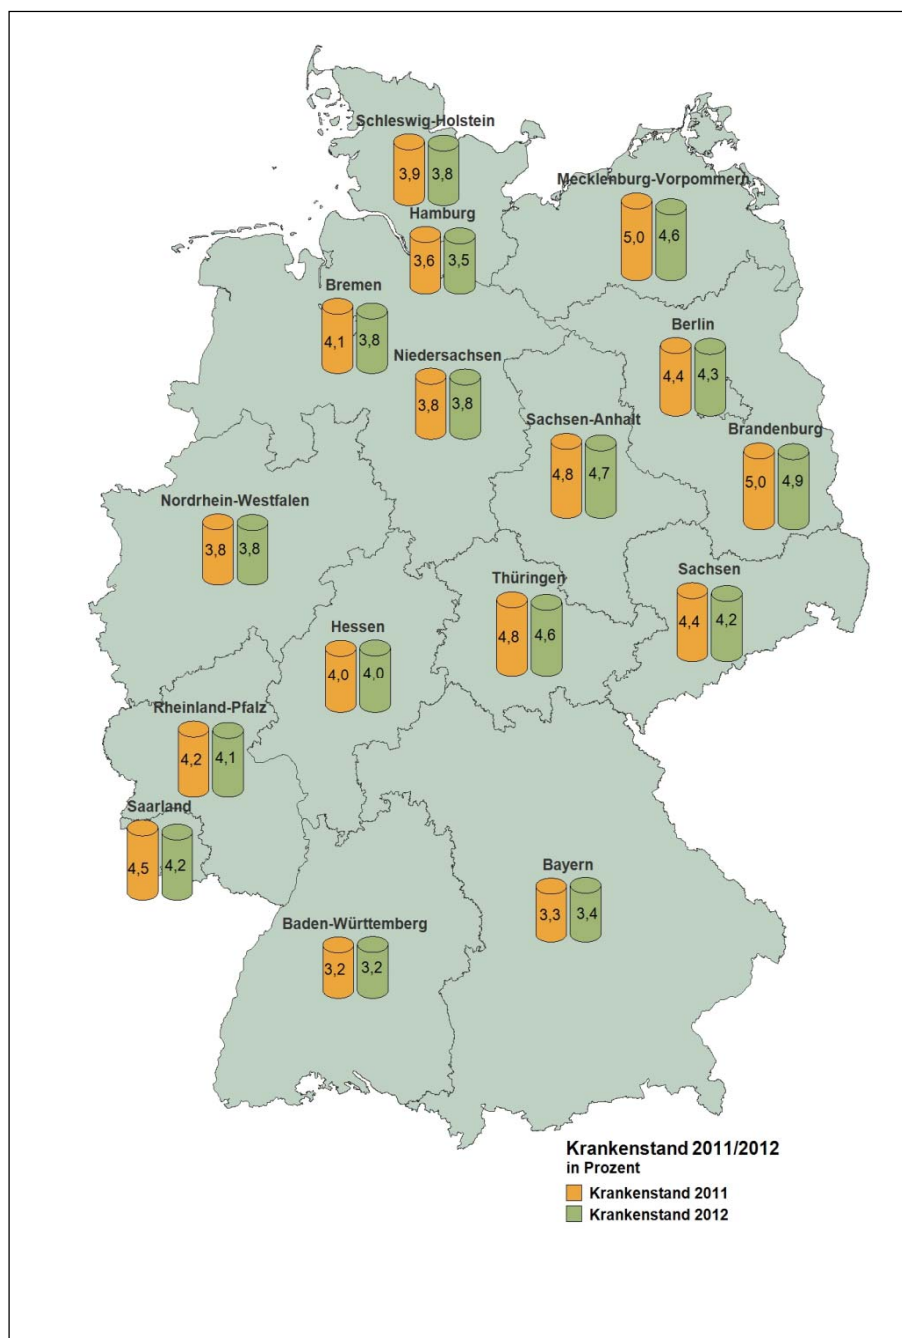 Schleswig-Holstein
3,9 3,8
Mecklenburg-Vorpommern
5,0 4,6
Hamburg
3,6 3,5
Bremen
4,1 3,8
Berlin
4,4 4,3
Niedersachsen
3,8 3,8
Sachsen-Anhalt
4,8 4,7
Brandenburg
5,0 4,9
Nordrhein-Westfalen
3,8 3,8
Thüringen
4,8 4,6
Sachsen
4,4 4,2
Hessen
4,0 4,0
Rheinland-Pfalz
4,2 4,1
Saarland
4,5 4,2
Bayern
3,3 3,4
Baden-Württemberg
3,2 3,2
Krankenstand 2011/2012
in Prozent
Krankenstand 2011
Krankenstand 2012